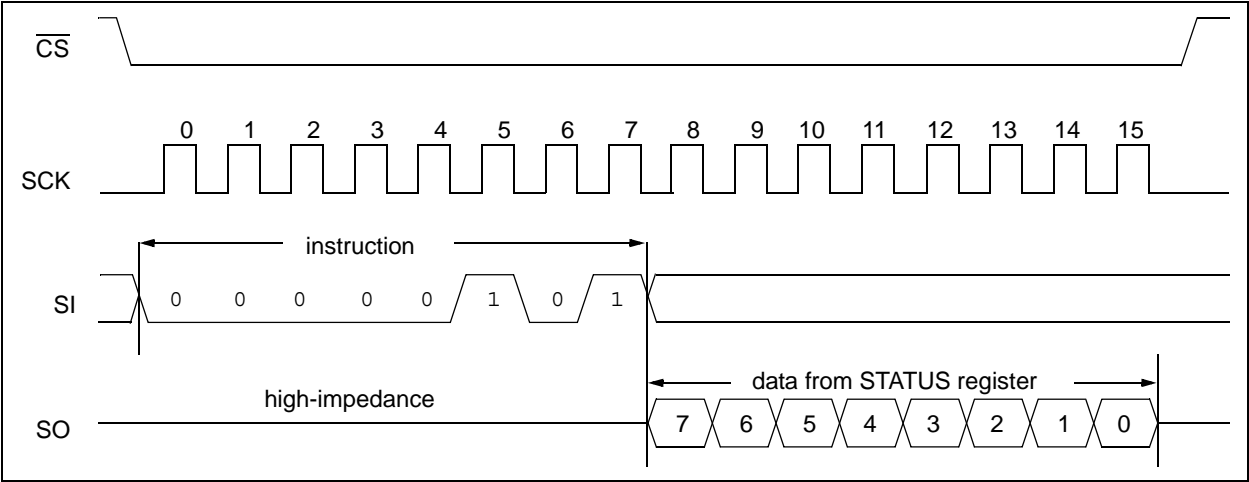 CS
0 1 2 3 4 5 6 7 8 9 10 11 12 13 14 15
SCK
instruction
SI 0 0 0 0 0 1 0 1
data from STATUS register
high-impedance
SO 7 6 5 4 3 2 1 0